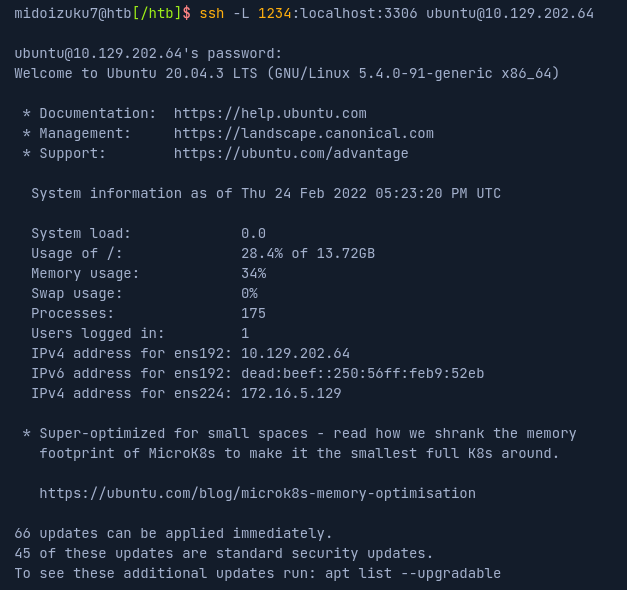 midoizuku7@htb[/htb]$ ssh -L 1234:localhost:3306 ubuntu@10.129.202.64
ubuntu@10.129.202.64's password:
Welcome to Ubuntu 20.04.3 LTS (GNU/Linux 5.4.0-91-generic x86_64)
* Documentation:  https://help.ubuntu.com
* Management:     https://landscape.canonical.com
* Support:        https://ubuntu.com/advantage
System information as of Thu 24 Feb 2022 05:23:20 PM UTC
System load:             0.0
Usage of /:              28.4% of 13.72GB
Memory usage:            34%
Swap usage:              0%
Processes:               175
Users logged in:         1
IPv4 address for ens192: 10.129.202.64
IPv6 address for ens192: dead:beef::250:56ff:feb9:52eb
IPv4 address for ens224: 172.16.5.129
* Super-optimized for small spaces - read how we shrank the memory
footprint of MicroK8s to make it the smallest full K8s around.
https://ubuntu.com/blog/microk8s-memory-optimisation
66 updates can be applied immediately.
45 of these updates are standard security updates.
To see these additional updates run: apt list --upgradable